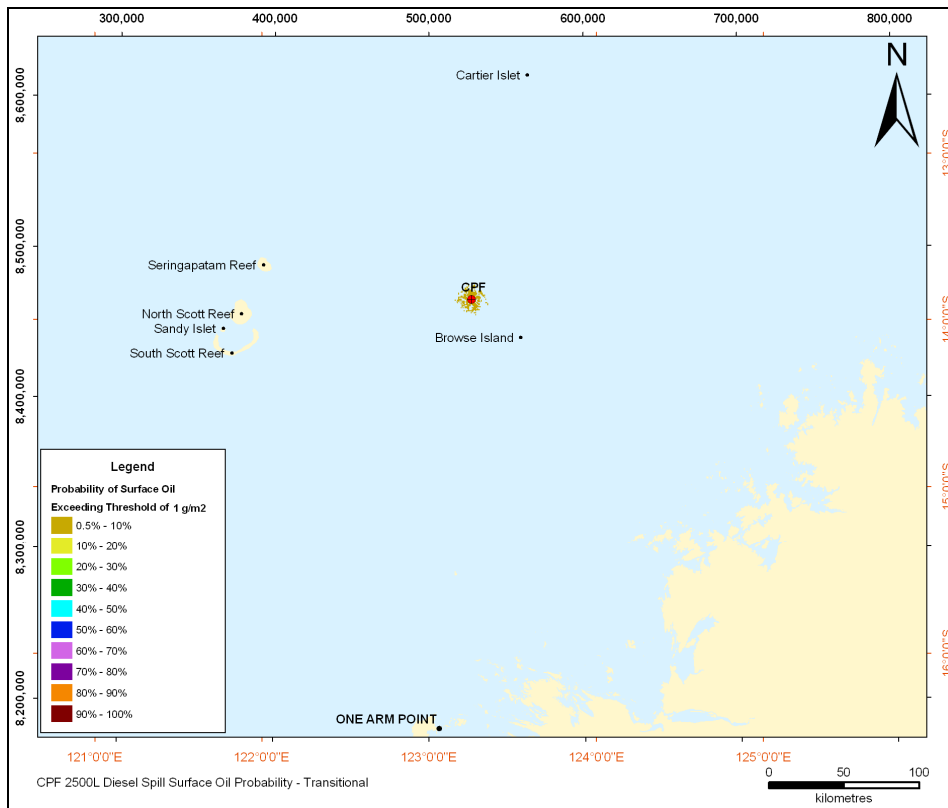 300,000 400,000 500,000 600,000 700,000 800,000
N
8,600,000
8,500,000
8,400,000
8,300,000
8,200,000
13°0'0"S
14°0'0"S
15°0'0"S
16°0'0"S
Cartier Islet
Seringapatam Reef
CPF
North Scott Reef
Sandy Islet
Browse Island
South Scott Reef
Legend
Probability of Surface Oil
Exceeding Threshold of 1 g/m2
0.5% - 10%
10% - 20%
20% - 30%
30% - 40%
40% - 50%
50% - 60%
60% - 70%
70% - 80%
80% - 90%
90% - 100%
ONE ARM POINT
121°0'0"E 122°0'0"E 123°0'0"E 124°0'0"E 125°0'0"E
CPF 2500L Diesel Spill Surface Oil Probability - Transitional
0 50 100
kilometres